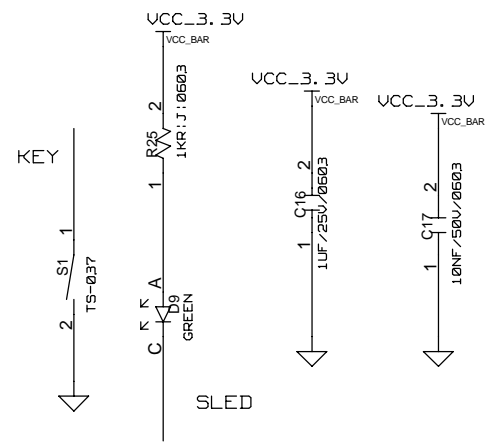 VCC_3.3V
VCC_BAR
2
R25
1KR:J:0603
1
A
D9
GREEN
C
SLED
KEY
1
S1
TS-037
2
VCC_3.3V
VCC_BAR
2
C16
1UF/25V/0603
1
VCC_3.3V
VCC_BAR
2
C17
10NF/50V/0603
1